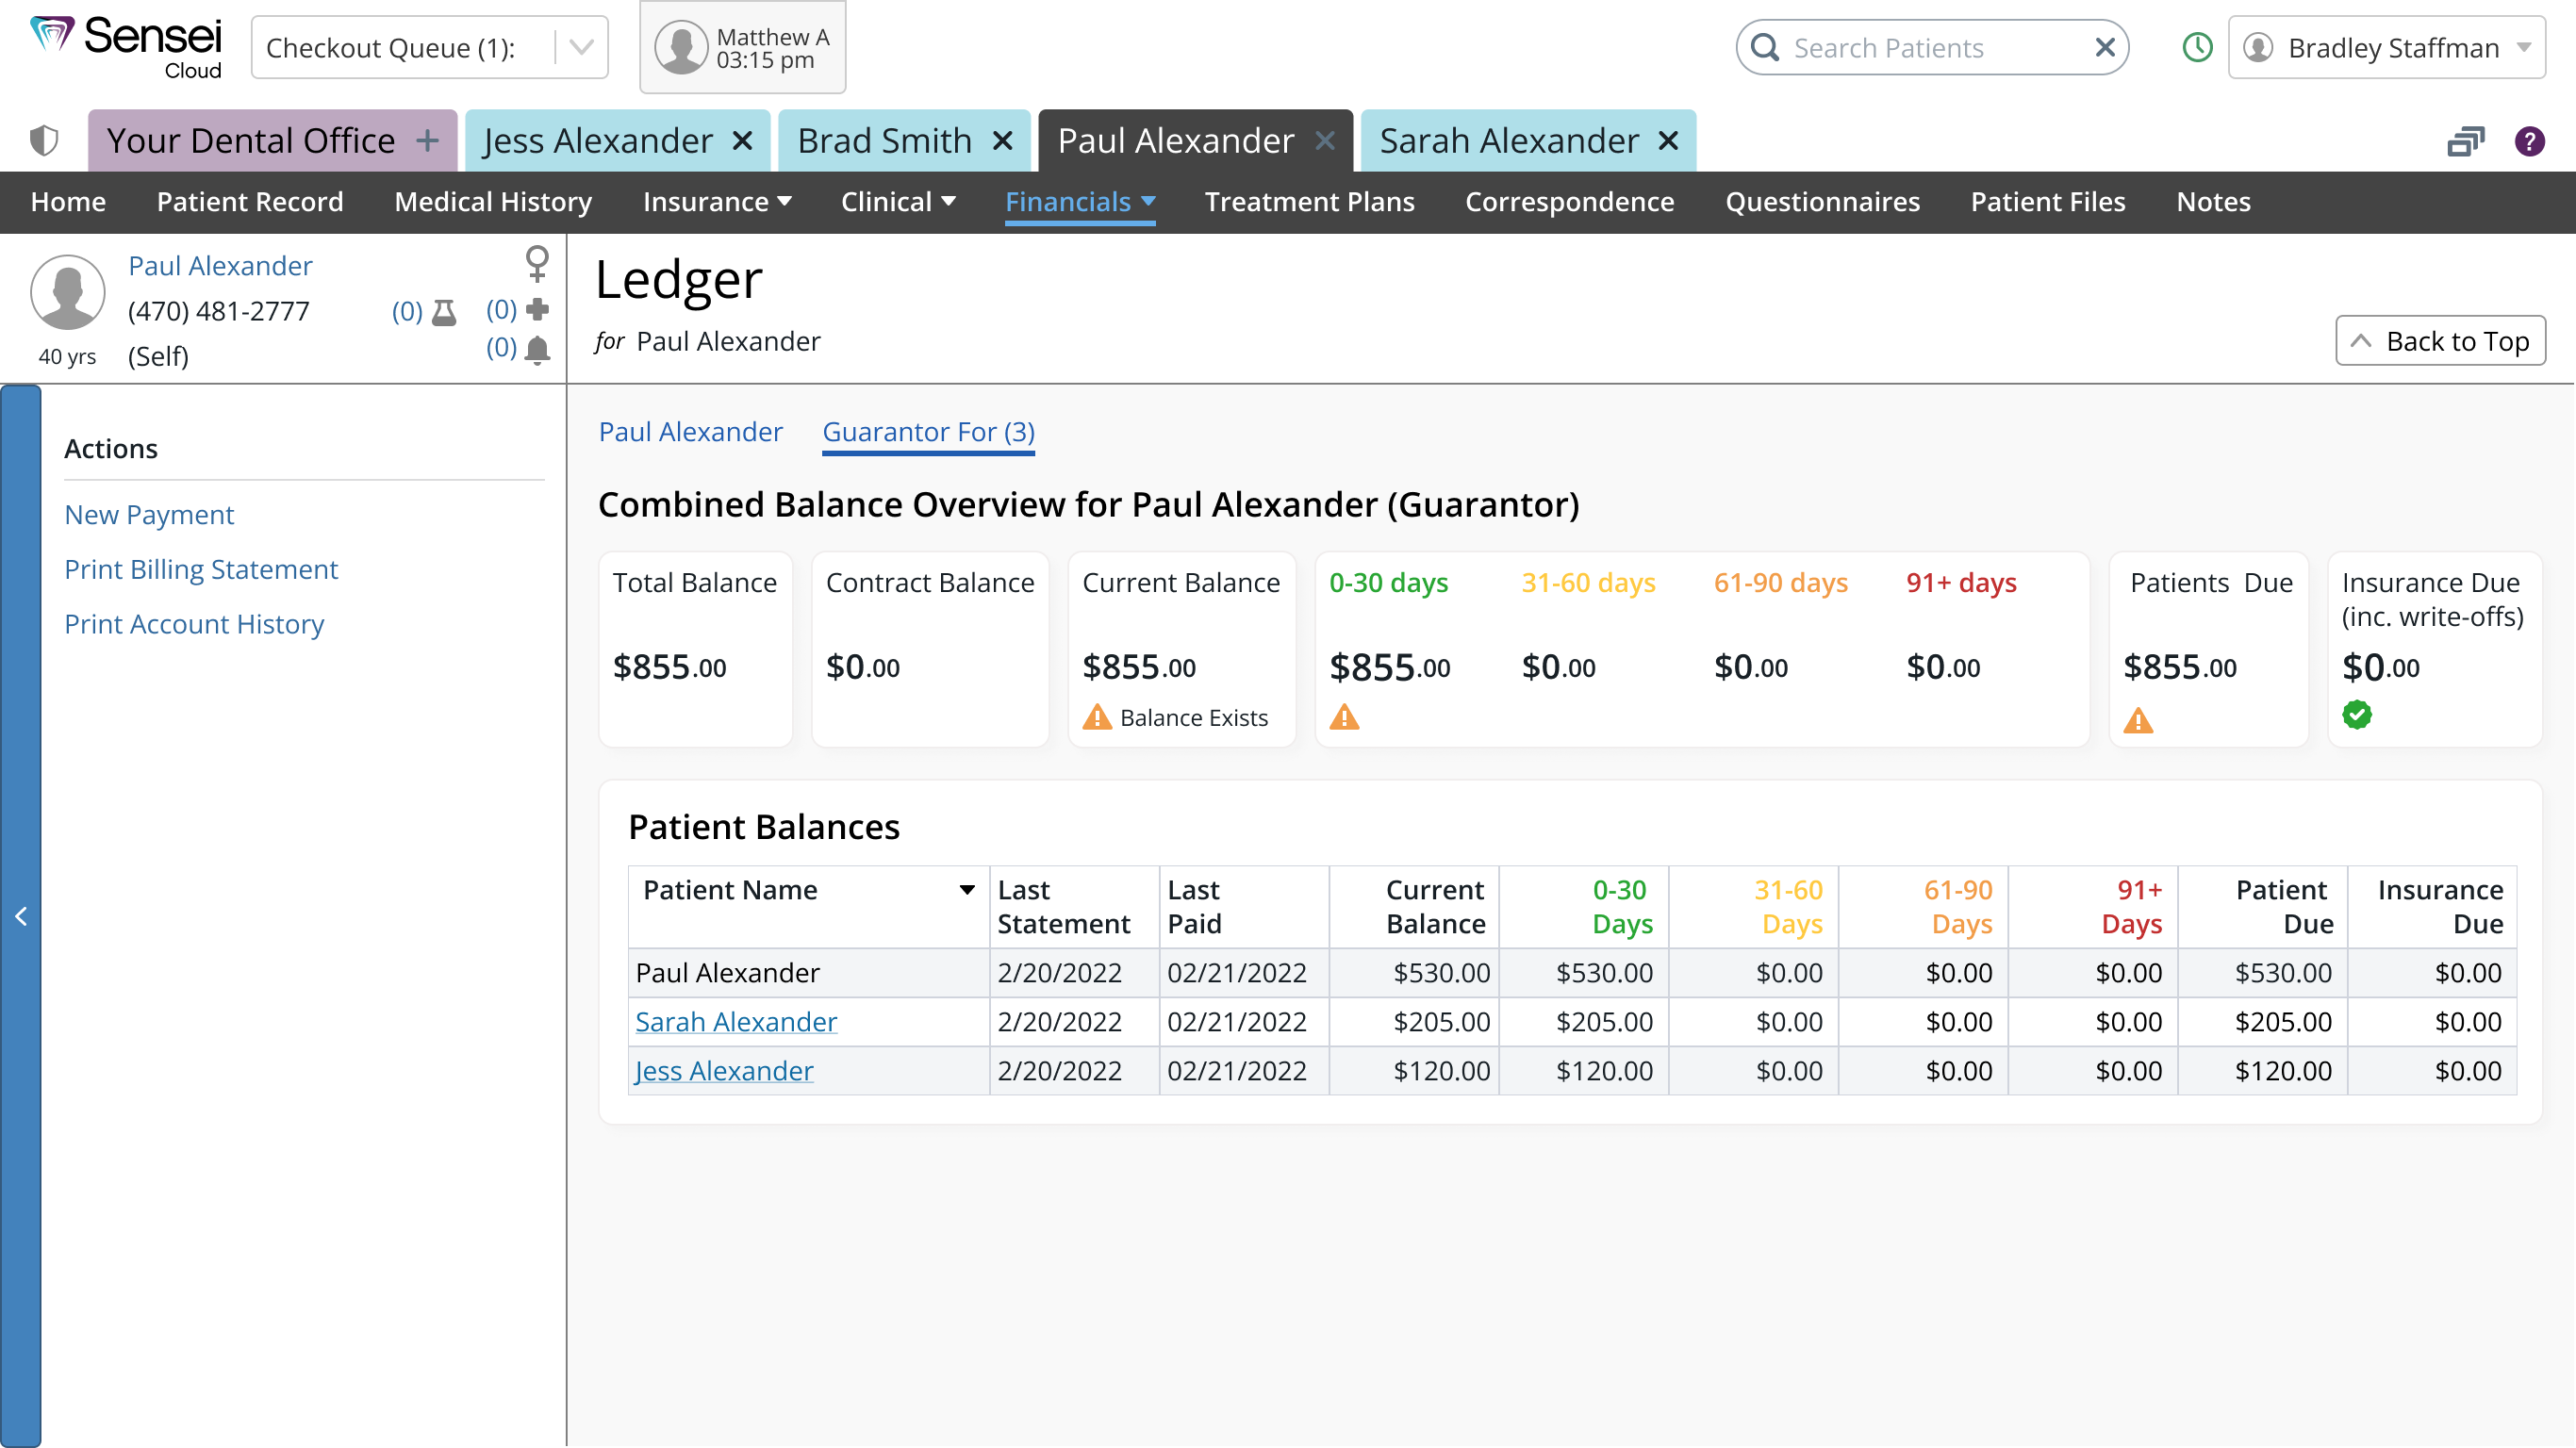 Sensei
Cloud
Checkout Queue (1):
Matthew A
03:15 pm
Search Patients
Bradley Staffman
Your Dental Office
Jess Alexander
Brad Smith
Paul Alexander
Sarah Alexander
?
Home Patient Record Medical History Insurance Clinical Financials Treatment Plans Correspondence Questionnaires Patient Files Notes
Paul Alexander
(470) 481-2777
(0)
(0)
40 yrs
(Self)
(0)
Ledger
for Paul Alexander
Back to Top
Actions
New Payment
Print Billing Statement
Print Account History
Paul Alexander
Guarantor For (3)
Combined Balance Overview for Paul Alexander (Guarantor)
Total Balance
$855.00
Contract Balance
$0.00
Current Balance
$855.00
Balance Exists
0-30 days 31-60 days 61-90 days 91+ days
$855.00 $0.00 $0.00 $0.00
Patients Due
$855.00
Insurance Due
(inc. write-offs)
$0.00
Patient Balances
Patient Name Last Last Current 0-30 31-60 61-90 91+ Patient Insurance
Statement Paid Balance Days Days Days Days Due Due
Paul Alexander 2/20/2022 02/21/2022 $530.00 $530.00 $0.00 $0.00 $0.00 $530.00 $0.00
Sarah Alexander 2/20/2022 02/21/2022 $205.00 $205.00 $0.00 $0.00 $0.00 $205.00 $0.00
Jess Alexander 2/20/2022 02/21/2022 $120.00 $120.00 $0.00 $0.00 $0.00 $120.00 $0.00